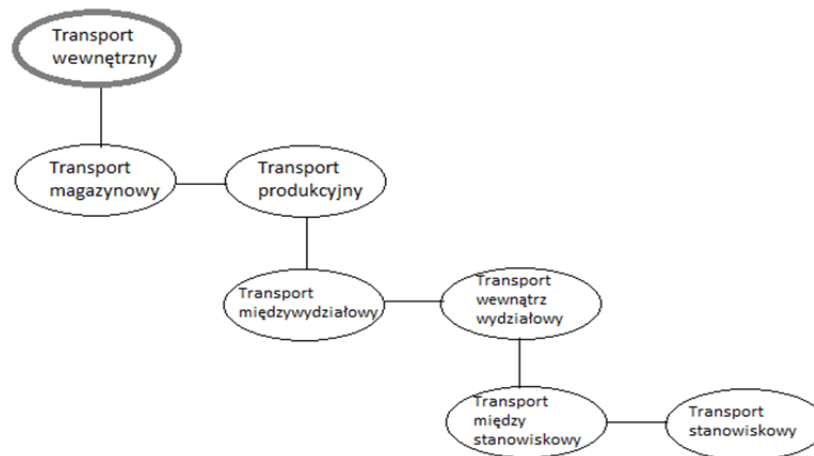 Transport
wewnętrzny
Transport
magazynowy
Transport
produkcyjny
Transport
międzywydziałowy
Transport
wewnątrz
wydziałowy
Transport
między
stanowiskowy
Transport
stanowiskowy